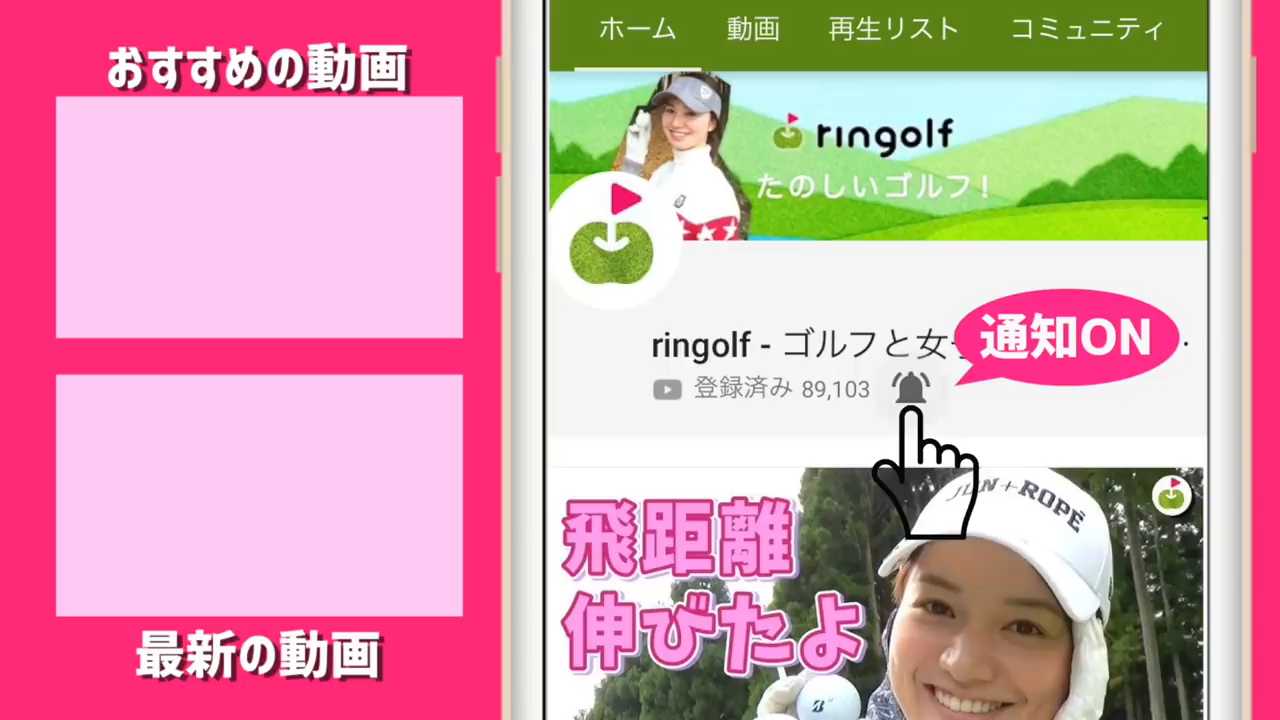 おすすめの動画
最新の動画
ホーム 動画 再生リスト コミュニティ
ringolf
たのしいゴルフ!
ringolf - ゴルフと女
通知ON
登録済み 89,103
JUN+ROPÉ
飛距離
伸びたよ